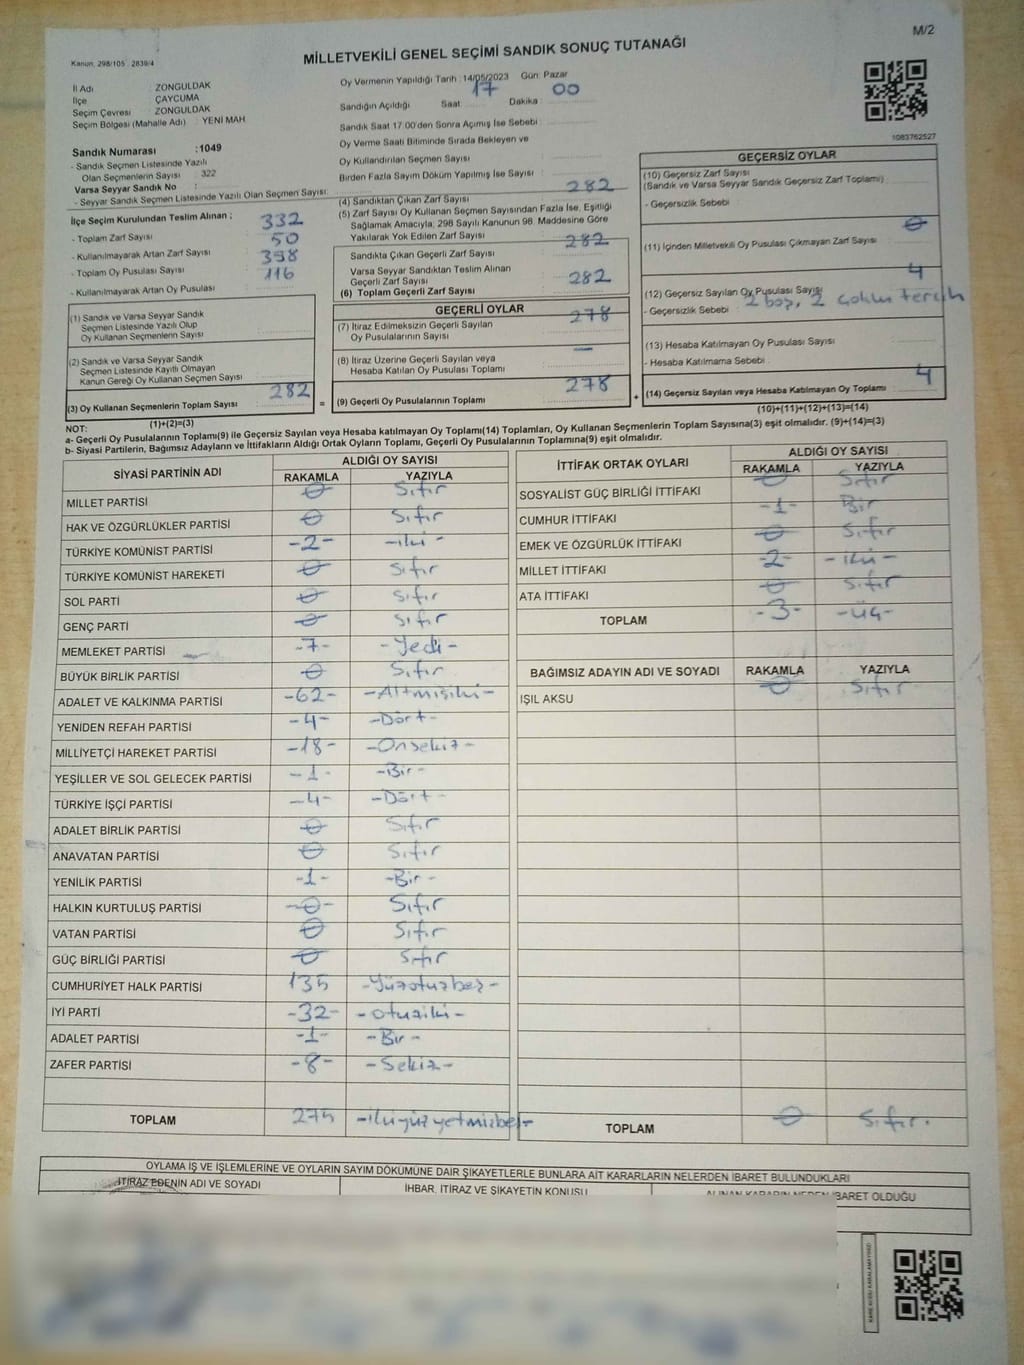 M/2
Kanun, 298/105 2839/4
MİLLETVEKİLİ GENEL SEÇİMİ SANDIK SONUÇ TUTANAĞI
İl Adı ZONGULDAK
İlçe ÇAYCUMA
Seçim Çevresi ZONGULDAK
Seçim Bölgesi (Mahalle Adı) : YENİ MAH
Sandık Numarası :1049
- Sandık Seçmen Listesinde Yazılı
Olan Seçmenlerin Sayısı : 322
Varsa Seyyar Sandık No :
- Seyyar Sandık Seçmen Listesinde Yazılı Olan Seçmen Sayısı:
İlçe Seçim Kurulundan Teslim Alınan ;
332
- Toplam Zarf Sayısı
50
- Kullanılmayarak Artan Zarf Sayısı
398
- Toplam Oy Pusulası Sayısı
116
- Kullanılmayarak Artan Oy Pusulası
Oy Vermenin Yapıldığı Tarih : 14/05/2023 Gün: Pazar
Sandığın Açıldığı Saat 17 Dakika : 00
Sandık Saat 17.00'den Sonra Açımış İse Sebebi :
Oy Verme Saati Bitiminde Sırada Bekleyen ve
Oy Kullandırılan Seçmen Sayısı
Birden Fazla Sayım Döküm Yapılmış İse Sayısı :
282
(4) Sandıktan Çıkan Zarf Sayısı
(5) Zarf Sayısı Oy Kullanan Seçmen Sayısından Fazla İse, Eşitliği
Sağlamak Amacıyla; 298 Sayılı Kanunun 98. Maddesine Göre
Yakılarak Yok Edilen Zarf Sayısı
282
Sandıkta Çıkan Geçerli Zarf Sayısı
Varsa Seyyar Sandıktan Teslim Alınan
Geçerli Zarf Sayısı
282
(6) Toplam Geçerli Zarf Sayısı
(1) Sandık ve Varsa Seyyar Sandık
Seçmen Listesinde Yazılı Olup
Oy Kullanan Seçmenlerin Sayısı
(2) Sandık ve Varsa Seyyar Sandık
Seçmen Listesinde Kayıtlı Olmayan
Kanun Gereği Oy Kullanan Seçmen Sayısı
282
(3) Oy Kullanan Seçmenlerin Toplam Sayısı
(1)+(2)=(3)
=
GEÇERLİ OYLAR
278
(7) İtiraz Edilmeksizin Geçerli Sayılan
Oy Pusulalarının Sayısı
—
(8) İtiraz Üzerine Geçerli Sayılan veya
Hesaba Katılan Oy Pusulası Toplamı
278
(9) Geçerli Oy Pusulalarının Toplamı
+
1083762527
GEÇERSİZ OYLAR
(10) Geçersiz Zarf Sayısı
(Sandık ve Varsa Seyyar Sandık Geçersiz Zarf Toplamı)
- Geçersizlik Sebebi :
0
(11) İçinden Milletvekili Oy Pusulası Çıkmayan Zarf Sayısı
4
(12) Geçersiz Sayılan Oy Pusulası Sayısı
- Geçersizlik Sebebi : 2 boş, 2 çoklu tercih
(13) Hesaba Katılmayan Oy Pusulası Sayısı
- Hesaba Katılmama Sebebi :
4
(14) Geçersiz Sayılan veya Hesaba Katılmayan Oy Toplamı
(10)+(11)+(12)+(13)=(14)
NOT:
a- Geçerli Oy Pusulalarının Toplamı(9) ile Geçersiz Sayılan veya Hesaba katılmayan Oy Toplamı(14) Toplamları, Oy Kullanan Seçmenlerin Toplam Sayısına(3) eşit olmalıdır. (9)+(14)=(3)
b- Siyasi Partilerin, Bağımsız Adayların ve İttifakların Aldığı Ortak Oyların Toplamı, Geçerli Oy Pusulalarının Toplamına(9) eşit olmalıdır.
SİYASİ PARTİNİN ADI ALDIĞI OY SAYISI
RAKAMLA YAZIYLA
MİLLET PARTİSİ 0 Sıfır
HAK VE ÖZGÜRLÜKLER PARTİSİ 0 Sıfır
TÜRKİYE KOMÜNİST PARTİSİ -2- -iki-
TÜRKİYE KOMÜNİST HAREKETİ 0 Sıfır
SOL PARTİ 0 Sıfır
GENÇ PARTİ 0 Sıfır
MEMLEKET PARTİSİ -7- -Yedi-
BÜYÜK BİRLİK PARTİSİ 0 Sıfır
ADALET VE KALKINMA PARTİSİ -62- -Altmışiki-
YENİDEN REFAH PARTİSİ -4- -Dört-
MİLLİYETÇİ HAREKET PARTİSİ -18- -Onsekiz-
YEŞİLLER VE SOL GELECEK PARTİSİ -1- -Bir-
TÜRKİYE İŞÇİ PARTİSİ -4- -Dört-
ADALET BİRLİK PARTİSİ 0 Sıfır
ANAVATAN PARTİSİ 0 Sıfır
YENİLİK PARTİSİ -1- -Bir-
HALKIN KURTULUŞ PARTİSİ -0- Sıfır
VATAN PARTİSİ 0 Sıfır
GÜÇ BİRLİĞİ PARTİSİ 0 Sıfır
CUMHURİYET HALK PARTİSİ 135 -Yüzotuzbeş-
İYİ PARTİ -32- -otuziki-
ADALET PARTİSİ -1- -Bir-
ZAFER PARTİSİ -8- -Sekiz-
TOPLAM 275 -ikiyüzyetmişbeş-
İTTİFAK ORTAK OYLARI ALDIĞI OY SAYISI
RAKAMLA YAZIYLA
SOSYALİST GÜÇ BİRLİĞİ İTTİFAKI 0 Sıfır
CUMHUR İTTİFAKI -1- Bir
EMEK VE ÖZGÜRLÜK İTTİFAKI 0 Sıfır
MİLLET İTTİFAKI -2- -iki-
ATA İTTİFAKI 0 Sıfır
TOPLAM -3- -üç-
BAĞIMSIZ ADAYIN ADI VE SOYADI RAKAMLA YAZIYLA
IŞIL AKSU 0 Sıfır
TOPLAM 0 Sıfır.
OYLAMA İŞ VE İŞLEMLERİNE VE OYLARIN SAYIM DÖKÜMÜNE DAİR ŞİKAYETLERLE BUNLARA AİT KARARLARIN NELERDEN İBARET BULUNDUKLARI
İTİRAZ EDENİN ADI VE SOYADI İHBAR, İTİRAZ VE ŞİKAYETİN KONUSU ALINAN KARARIN NEDEN İBARET OLDUĞU
KARE KODU KARALAMAYINIZ!